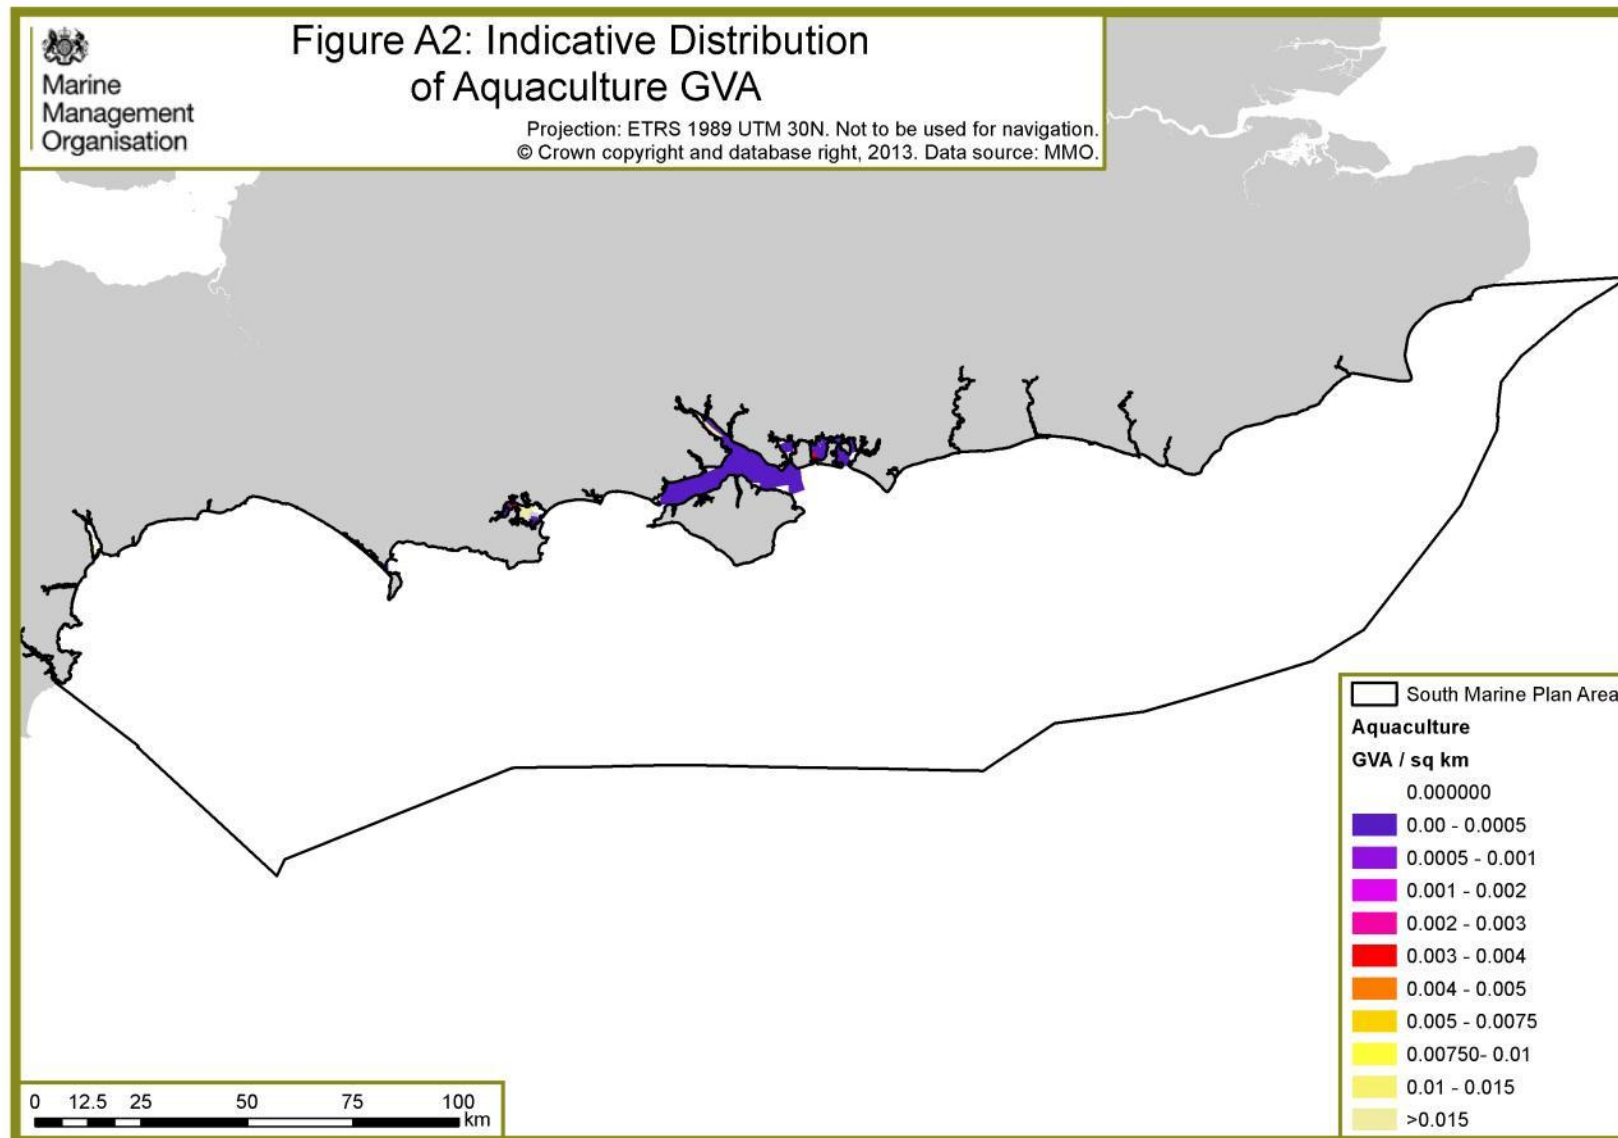 Marine
Management
Organisation
Figure A2: Indicative Distribution
of Aquaculture GVA
Projection: ETRS 1989 UTM 30N. Not to be used for navigation.
© Crown copyright and database right, 2013. Data source: MMO.
South Marine Plan Area
Aquaculture
GVA / sq km
0.000000
0.00 - 0.0005
0.0005 - 0.001
0.001 - 0.002
0.002 - 0.003
0.003 - 0.004
0.004 - 0.005
0.005 - 0.0075
0.00750- 0.01
0.01 - 0.015
>0.015
0 12.5 25 50 75 100
km